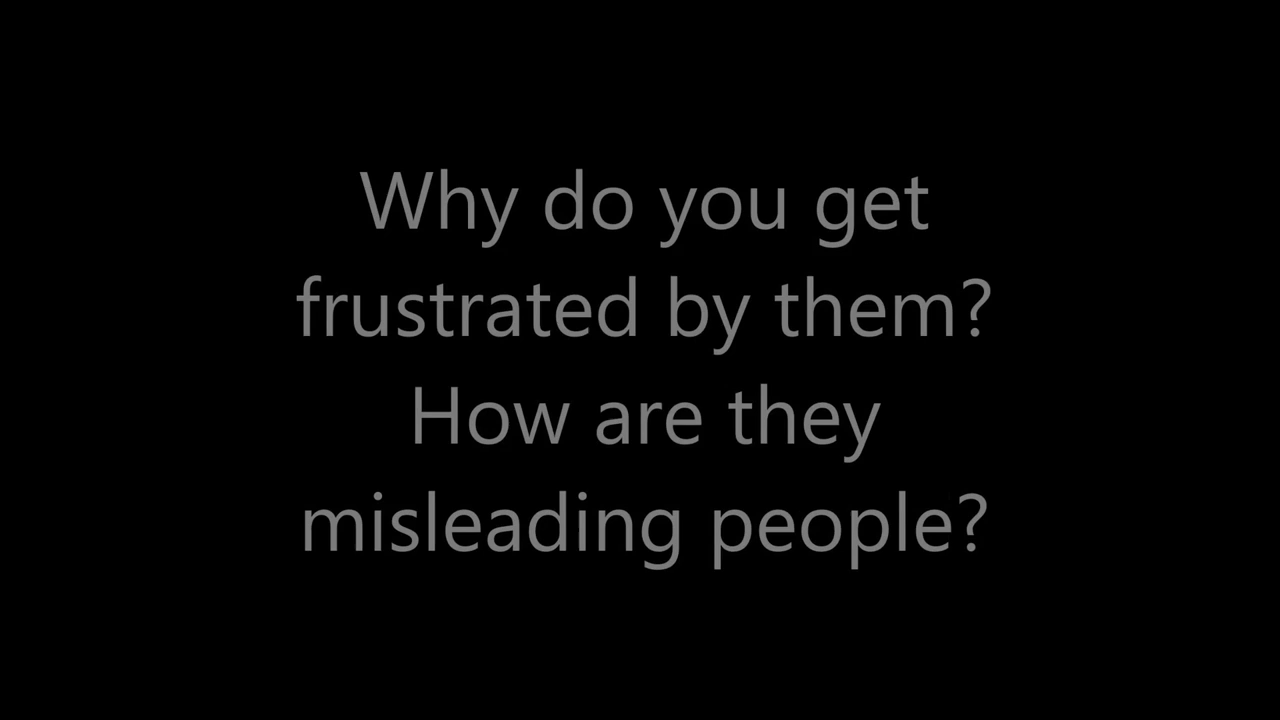 Why do you get
frustrated by them?
How are they
misleading people?